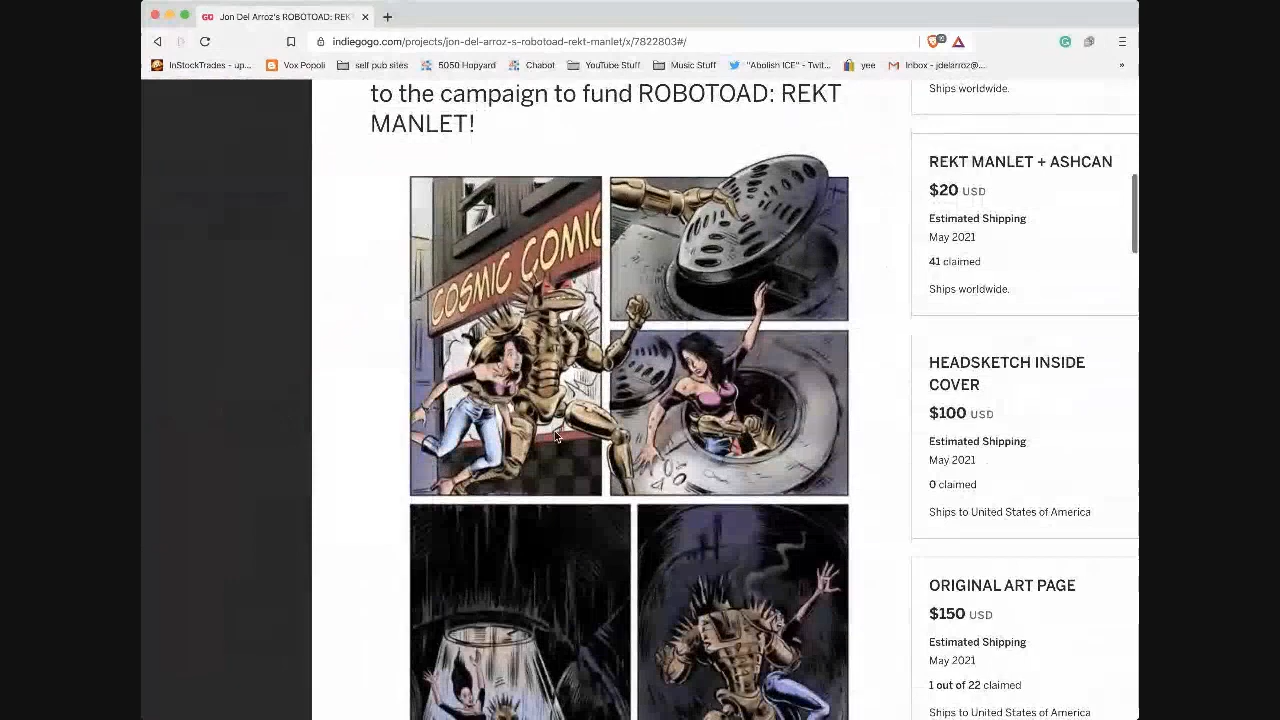 Jon Del Arroz's ROBOTOAD: REKT
indiegogo.com/projects/jon-del-arroz-s-robotoad-rekt-manlet/x/7822803#/
InStockTrades - up...
Vox Popoli
self pub sites
5050 Hopyard
Chabot
YouTube Stuff
Music Stuff
"Abolish ICE" - Twit...
yee
Inbox - jdelarroz@...
»
to the campaign to fund ROBOTOAD: REKT
MANLET!
COSMIC COMIC
Ships worldwide.
REKT MANLET + ASHCAN
$20 USD
Estimated Shipping
May 2021
41 claimed
Ships worldwide.
HEADSKETCH INSIDE
COVER
$100 USD
Estimated Shipping
May 2021
0 claimed
Ships to United States of America
ORIGINAL ART PAGE
$150 USD
Estimated Shipping
May 2021
1 out of 22 claimed
Ships to United States of America